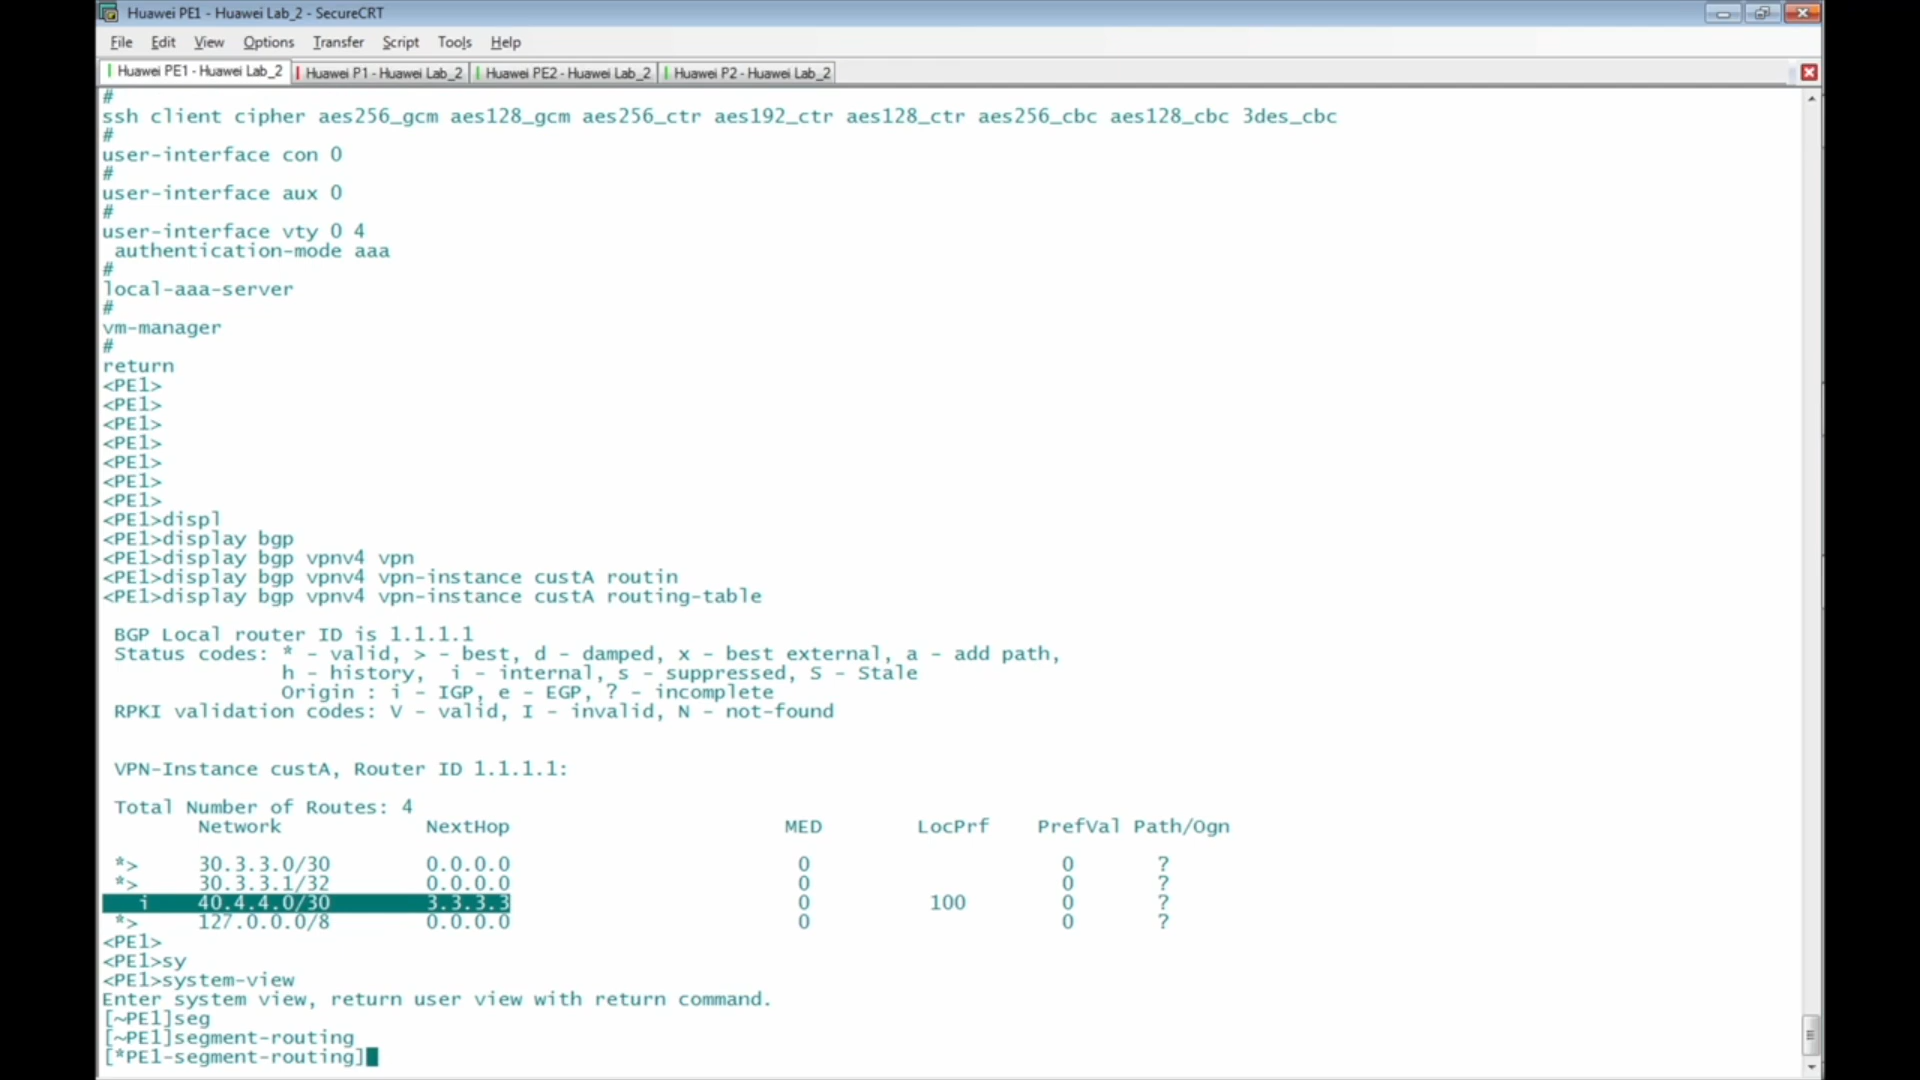 Huawei PE1 - Huawei Lab_2 - SecureCRT
File Edit View Options Transfer Script Tools Help
Huawei PE1 - Huawei Lab_2 Huawei P1 - Huawei Lab_2 Huawei PE2 - Huawei Lab_2 Huawei P2 - Huawei Lab_2
#
ssh client cipher aes256_gcm aes128_gcm aes256_ctr aes192_ctr aes128_ctr aes256_cbc aes128_cbc 3des_cbc
#
user-interface con 0
#
user-interface aux 0
#
user-interface vty 0 4
authentication-mode aaa
#
local-aaa-server
#
vm-manager
#
return
<PE1>
<PE1>
<PE1>
<PE1>
<PE1>
<PE1>
<PE1>
<PE1>displ
<PE1>display bgp
<PE1>display bgp vpnv4 vpn
<PE1>display bgp vpnv4 vpn-instance custA routin
<PE1>display bgp vpnv4 vpn-instance custA routing-table
BGP Local router ID is 1.1.1.1
Status codes: * - valid, > - best, d - damped, x - best external, a - add path,
h - history, i - internal, s - suppressed, S - Stale
Origin : i - IGP, e - EGP, ? - incomplete
RPKI validation codes: V - valid, I - invalid, N - not-found
VPN-Instance custA, Router ID 1.1.1.1:
Total Number of Routes: 4
Network NextHop MED LocPrf PrefVal Path/Ogn
*> 30.3.3.0/30 0.0.0.0 0 0 ?
*> 30.3.3.1/32 0.0.0.0 0 0 ?
i 40.4.4.0/30 3.3.3.3 0 100 0 ?
*> 127.0.0.0/8 0.0.0.0 0 0 ?
<PE1>
<PE1>sy
<PE1>system-view
Enter system view, return user view with return command.
[~PE1]seg
[~PE1]segment-routing
[*PE1-segment-routing]